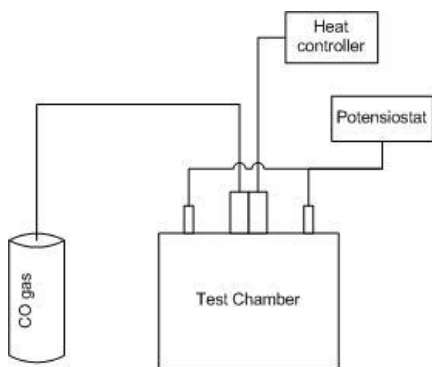 Heat
controller
Potensiostat
CO gas
Test Chamber